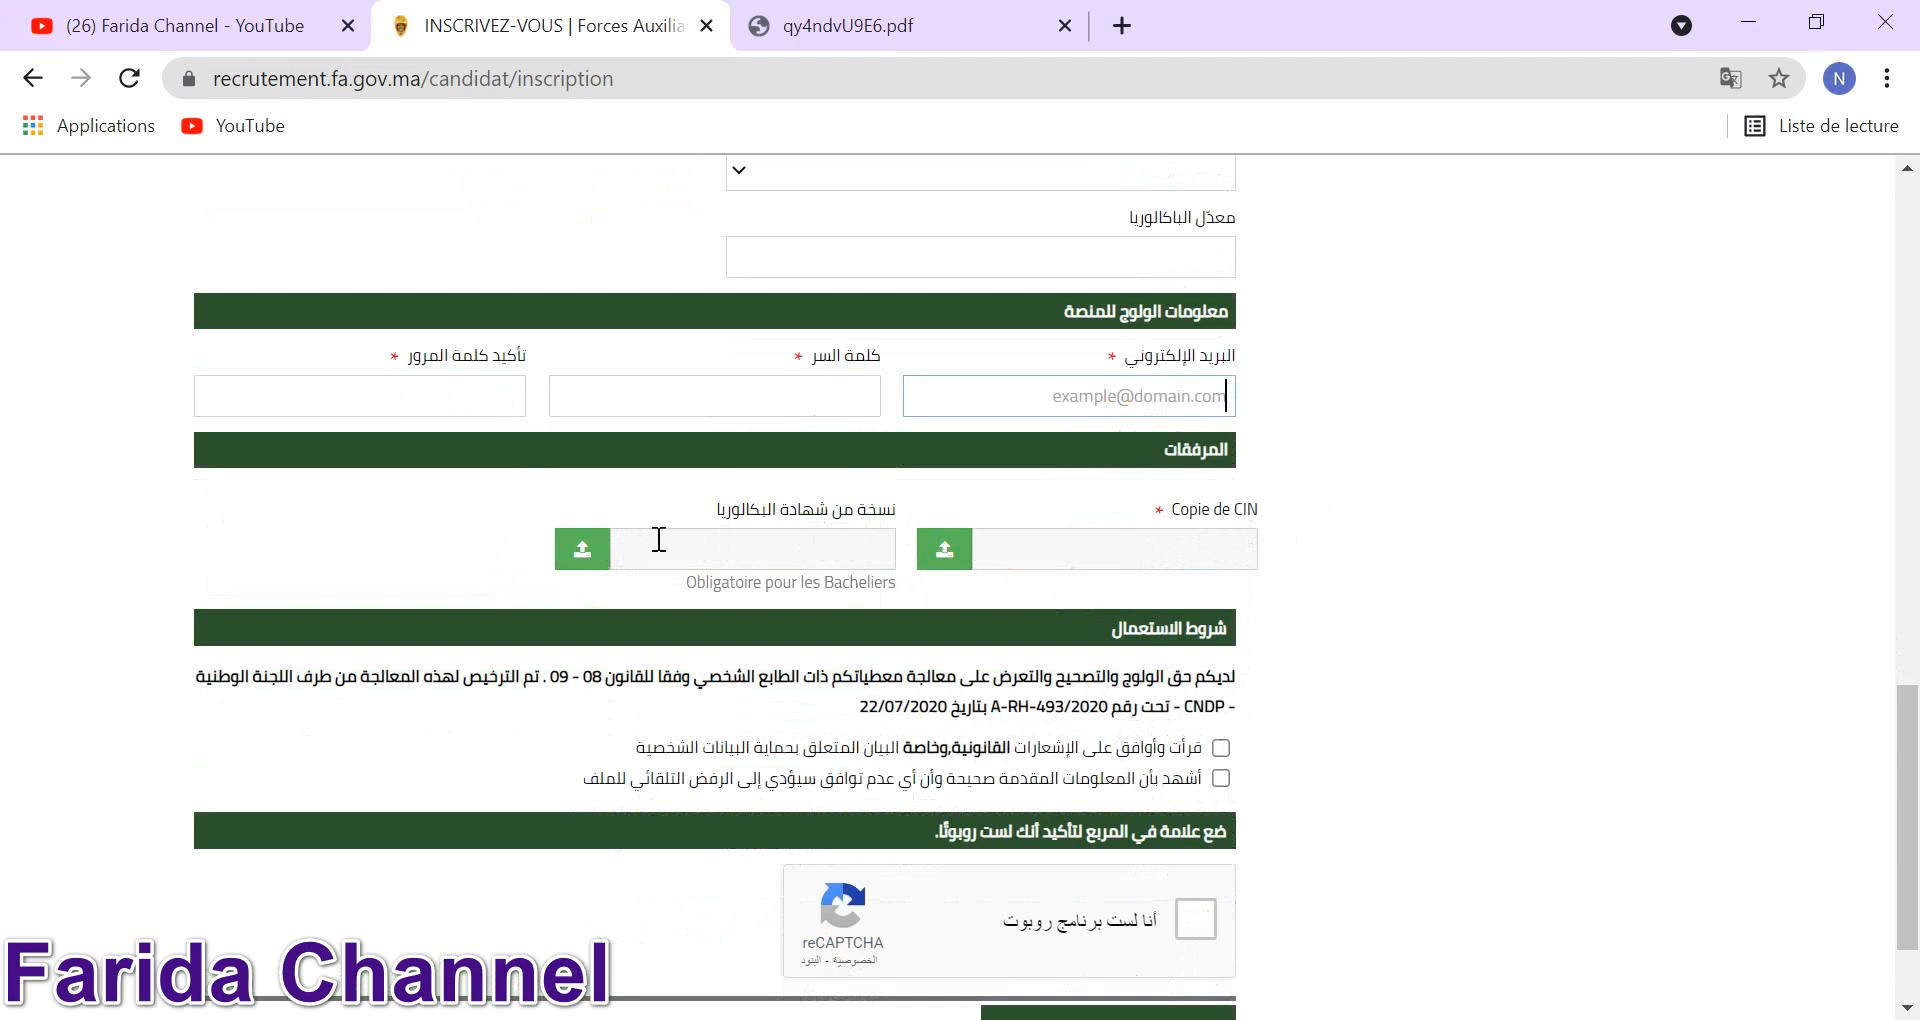 (26) Farida Channel - YouTube
INSCRIVEZ-VOUS | Forces Auxilia
qy4ndvU9E6.pdf
recrutement.fa.gov.ma/candidat/inscription
N
Applications
YouTube
Liste de lecture
معدّل الباكالوريا
معلومات الولوج للمنصة
البريد الإلكتروني *
كلمة السر *
تأكيد كلمة المرور *
example@domain.com
المرفقات
Copie de CIN *
نسخة من شهادة البكالوريا
Obligatoire pour les Bacheliers
شروط الاستعمال
لديكم حق الولوج والتصحيح والتعرض على معالجة معطياتكم ذات الطابع الشخصي وفقا للقانون 08 - 09 . تم الترخيص لهذه المعالجة من طرف اللجنة الوطنية
- CNDP - تحت رقم A-RH-493/2020 بتاريخ 22/07/2020
قرأت وأوافق على الإشعارات القانونية,وخاصة البيان المتعلق بحماية البيانات الشخصية
أشهد بأن المعلومات المقدمة صحيحة وأن أي عدم توافق سيؤدي إلى الرفض التلقائي للملف
ضع علامة في المربع لتأكيد أنك لست روبوتًا.
أنا لست برنامج روبوت
reCAPTCHA
الخصوصية - البنود
Farida Channel